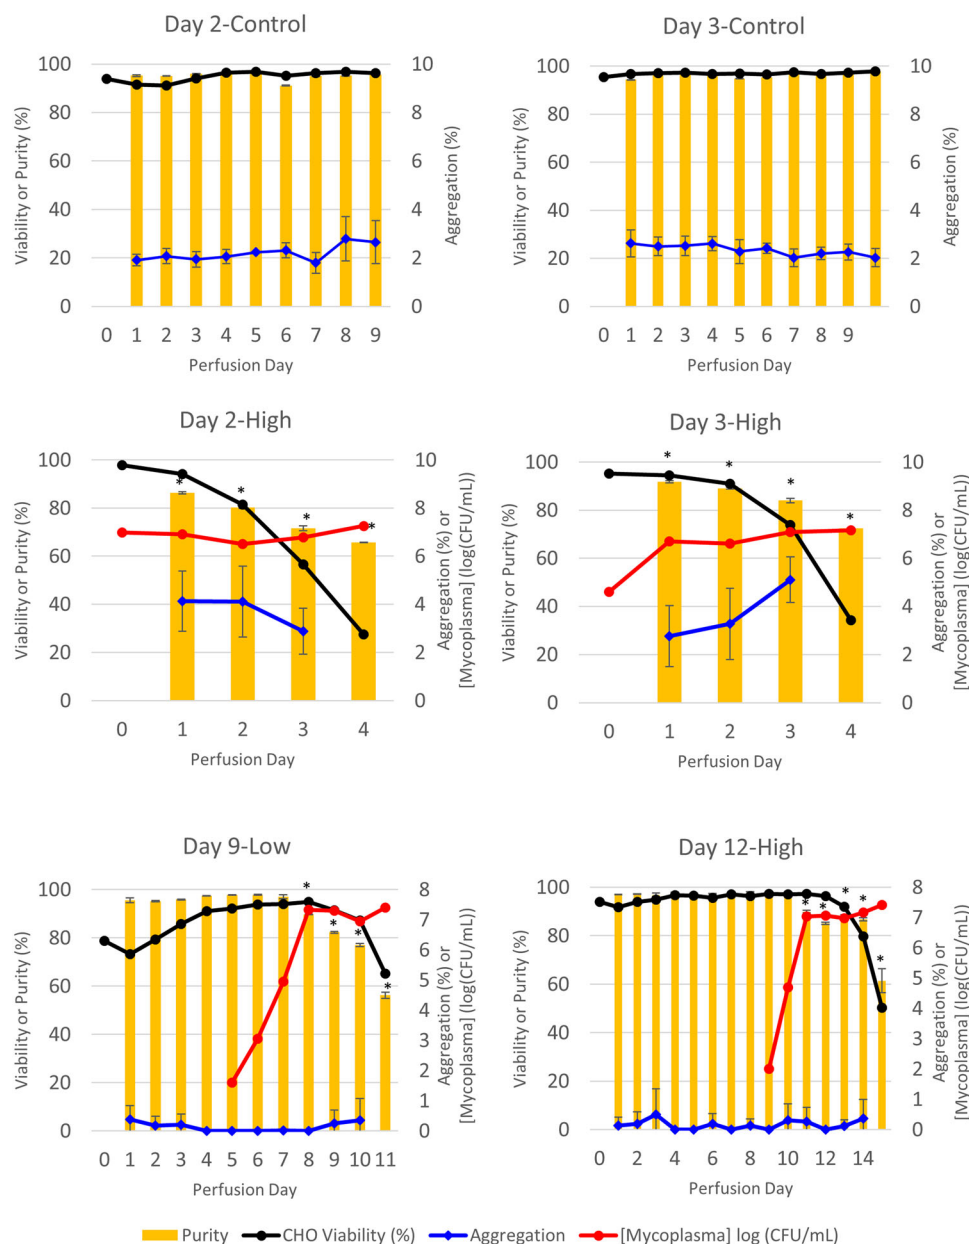 Day 2-Control
Day 3-Control
Viability or Purity (%)
100
80
60
40
20
0
10
8
6
4
2
0
Aggregation (%)
0 1 2 3 4 5 6 7 8 9
Perfusion Day
Viability or Purity (%)
100
80
60
40
20
0
10
8
6
4
2
0
Aggregation (%)
0 1 2 3 4 5 6 7 8 9
Perfusion Day
Day 2-High
Day 3-High
Viability or Purity (%)
100
80
60
40
20
0
* * * *
10
8
6
4
2
0
Aggregation (%) or
[Mycoplasma] (log(CFU/mL))
0 1 2 3 4
Perfusion Day
Viability or Purity (%)
100
80
60
40
20
0
* * * *
10
8
6
4
2
0
Aggregation (%) or
[Mycoplasma] (log(CFU/mL))
0 1 2 3 4
Perfusion Day
Day 9-Low
Day 12-High
Viability or Purity (%)
100
80
60
40
20
0
* * * *
8
7
6
5
4
3
2
1
0
Aggregation (%) or
[Mycoplasma] (log(CFU/mL))
0 1 2 3 4 5 6 7 8 9 10 11
Perfusion Day
Viability or Purity (%)
100
80
60
40
20
0
* * * * *
8
7
6
5
4
3
2
1
0
Aggregation (%) or
[Mycoplasma] (log(CFU/mL))
0 2 4 6 8 10 12 14
Perfusion Day
Purity CHO Viability (%) Aggregation [Mycoplasma] log (CFU/mL)